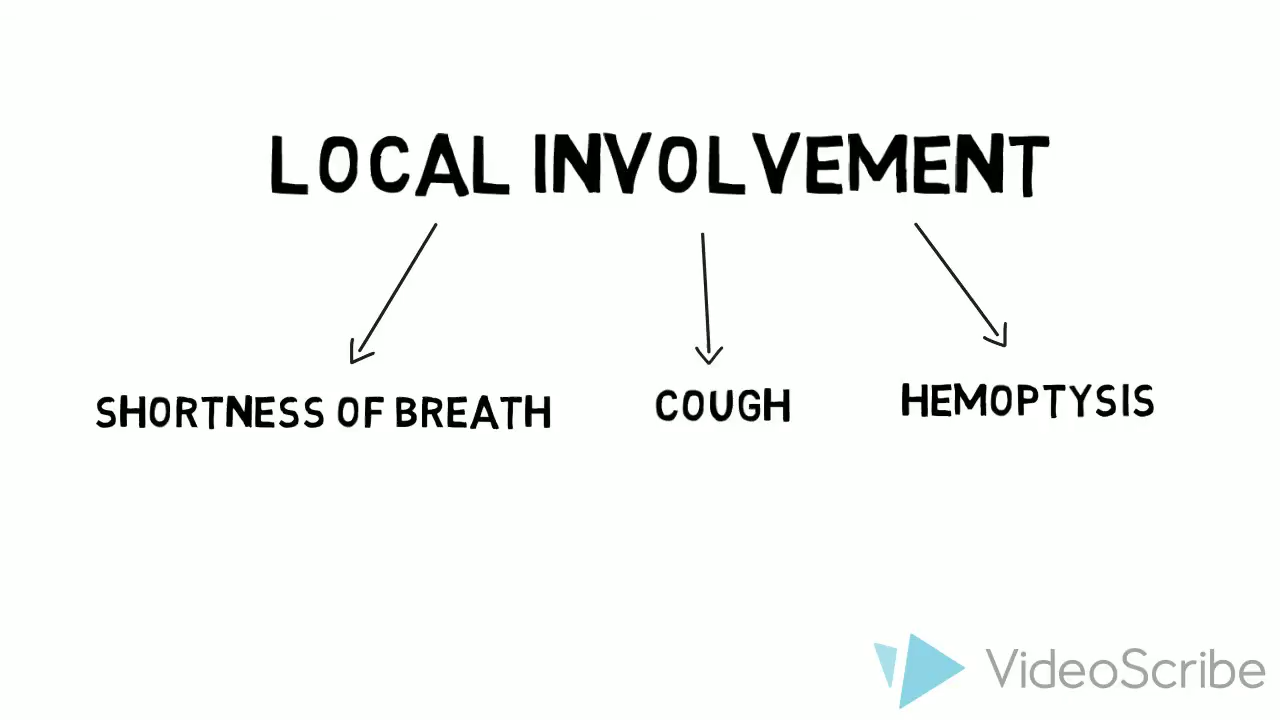 LOCAL INVOLVEMENT
SHORTNESS OF BREATH
COUGH
HEMOPTYSIS
VideoScribe